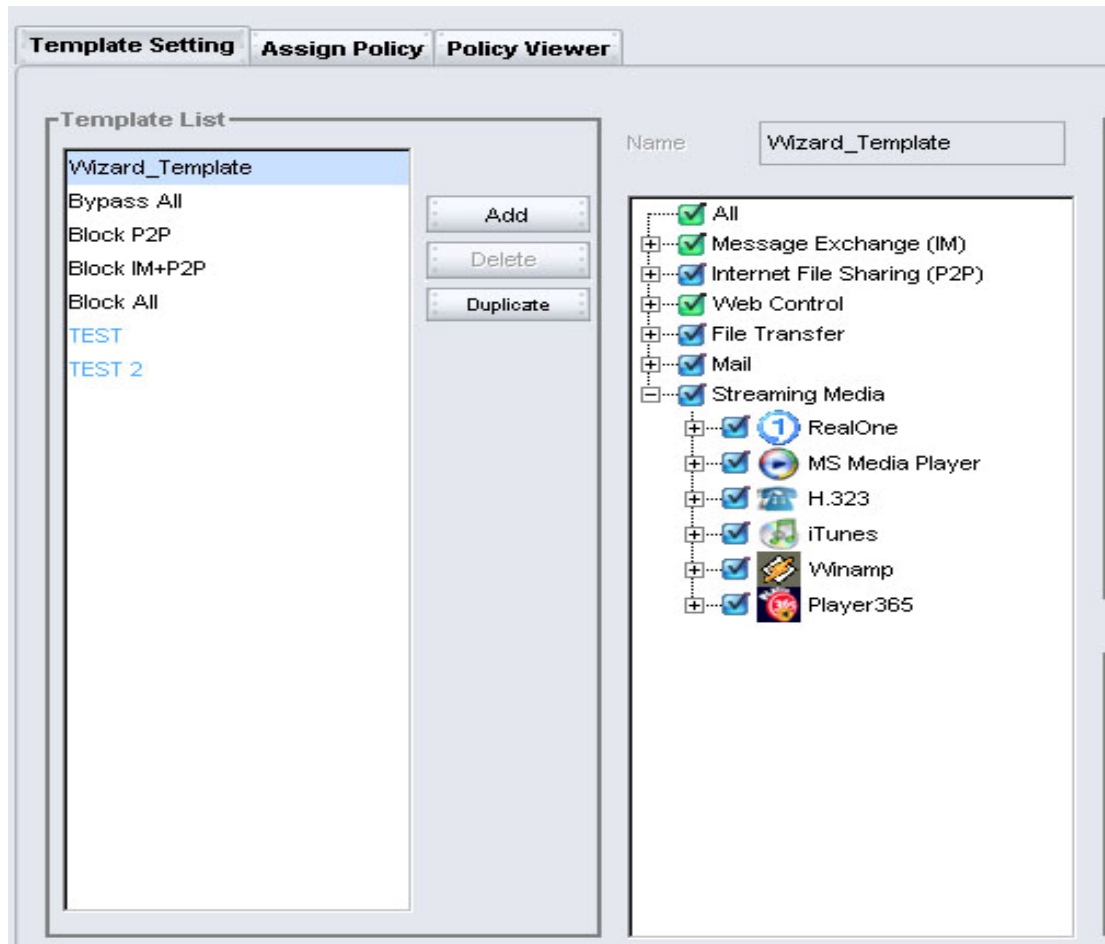 Template Setting
Assign Policy
Policy Viewer
Template List
Wizard_Template
Bypass All
Block P2P
Block IM+P2P
Block All
TEST
TEST 2
Add
Delete
Duplicate
Name
Wizard_Template
All
Message Exchange (IM)
Internet File Sharing (P2P)
Web Control
File Transfer
Mail
Streaming Media
1 RealOne
MS Media Player
H.323
iTunes
Winamp
365 Player365